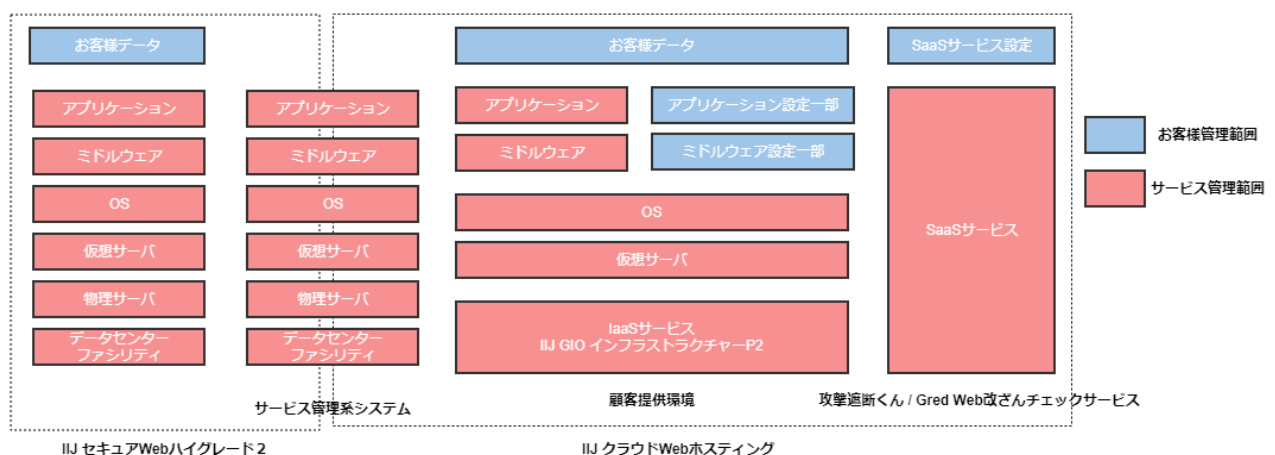 お客様データ
アプリケーション
ミドルウェア
OS
仮想サーバ
物理サーバ
データセンター
ファシリティ
アプリケーション
ミドルウェア
OS
仮想サーバ
物理サーバ
データセンター
ファシリティ
サービス管理系システム
IIJ セキュアWebハイグレード２
お客様データ
アプリケーション
アプリケーション設定一部
ミドルウェア
ミドルウェア設定一部
OS
仮想サーバ
IaaSサービス
IIJ GIO インフラストラクチャーP2
顧客提供環境
SaaSサービス設定
SaaSサービス
攻撃遮断くん / Gred Web改ざんチェックサービス
IIJ クラウドWebホスティング
お客様管理範囲
サービス管理範囲